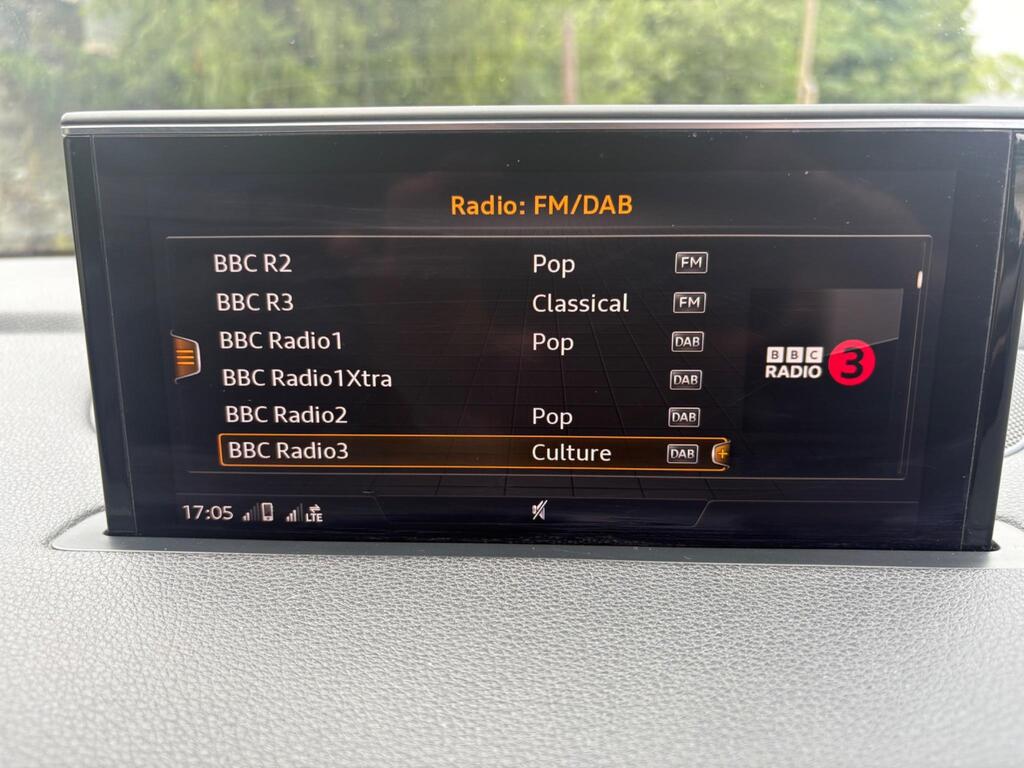 Radio: FM/DAB
BBC R2 Pop FM
BBC R3 Classical FM
BBC Radio1 Pop DAB
BBC Radio1Xtra DAB
BBC Radio2 Pop DAB
BBC Radio3 Culture DAB +
BBC
RADIO 3
17:05 LTE